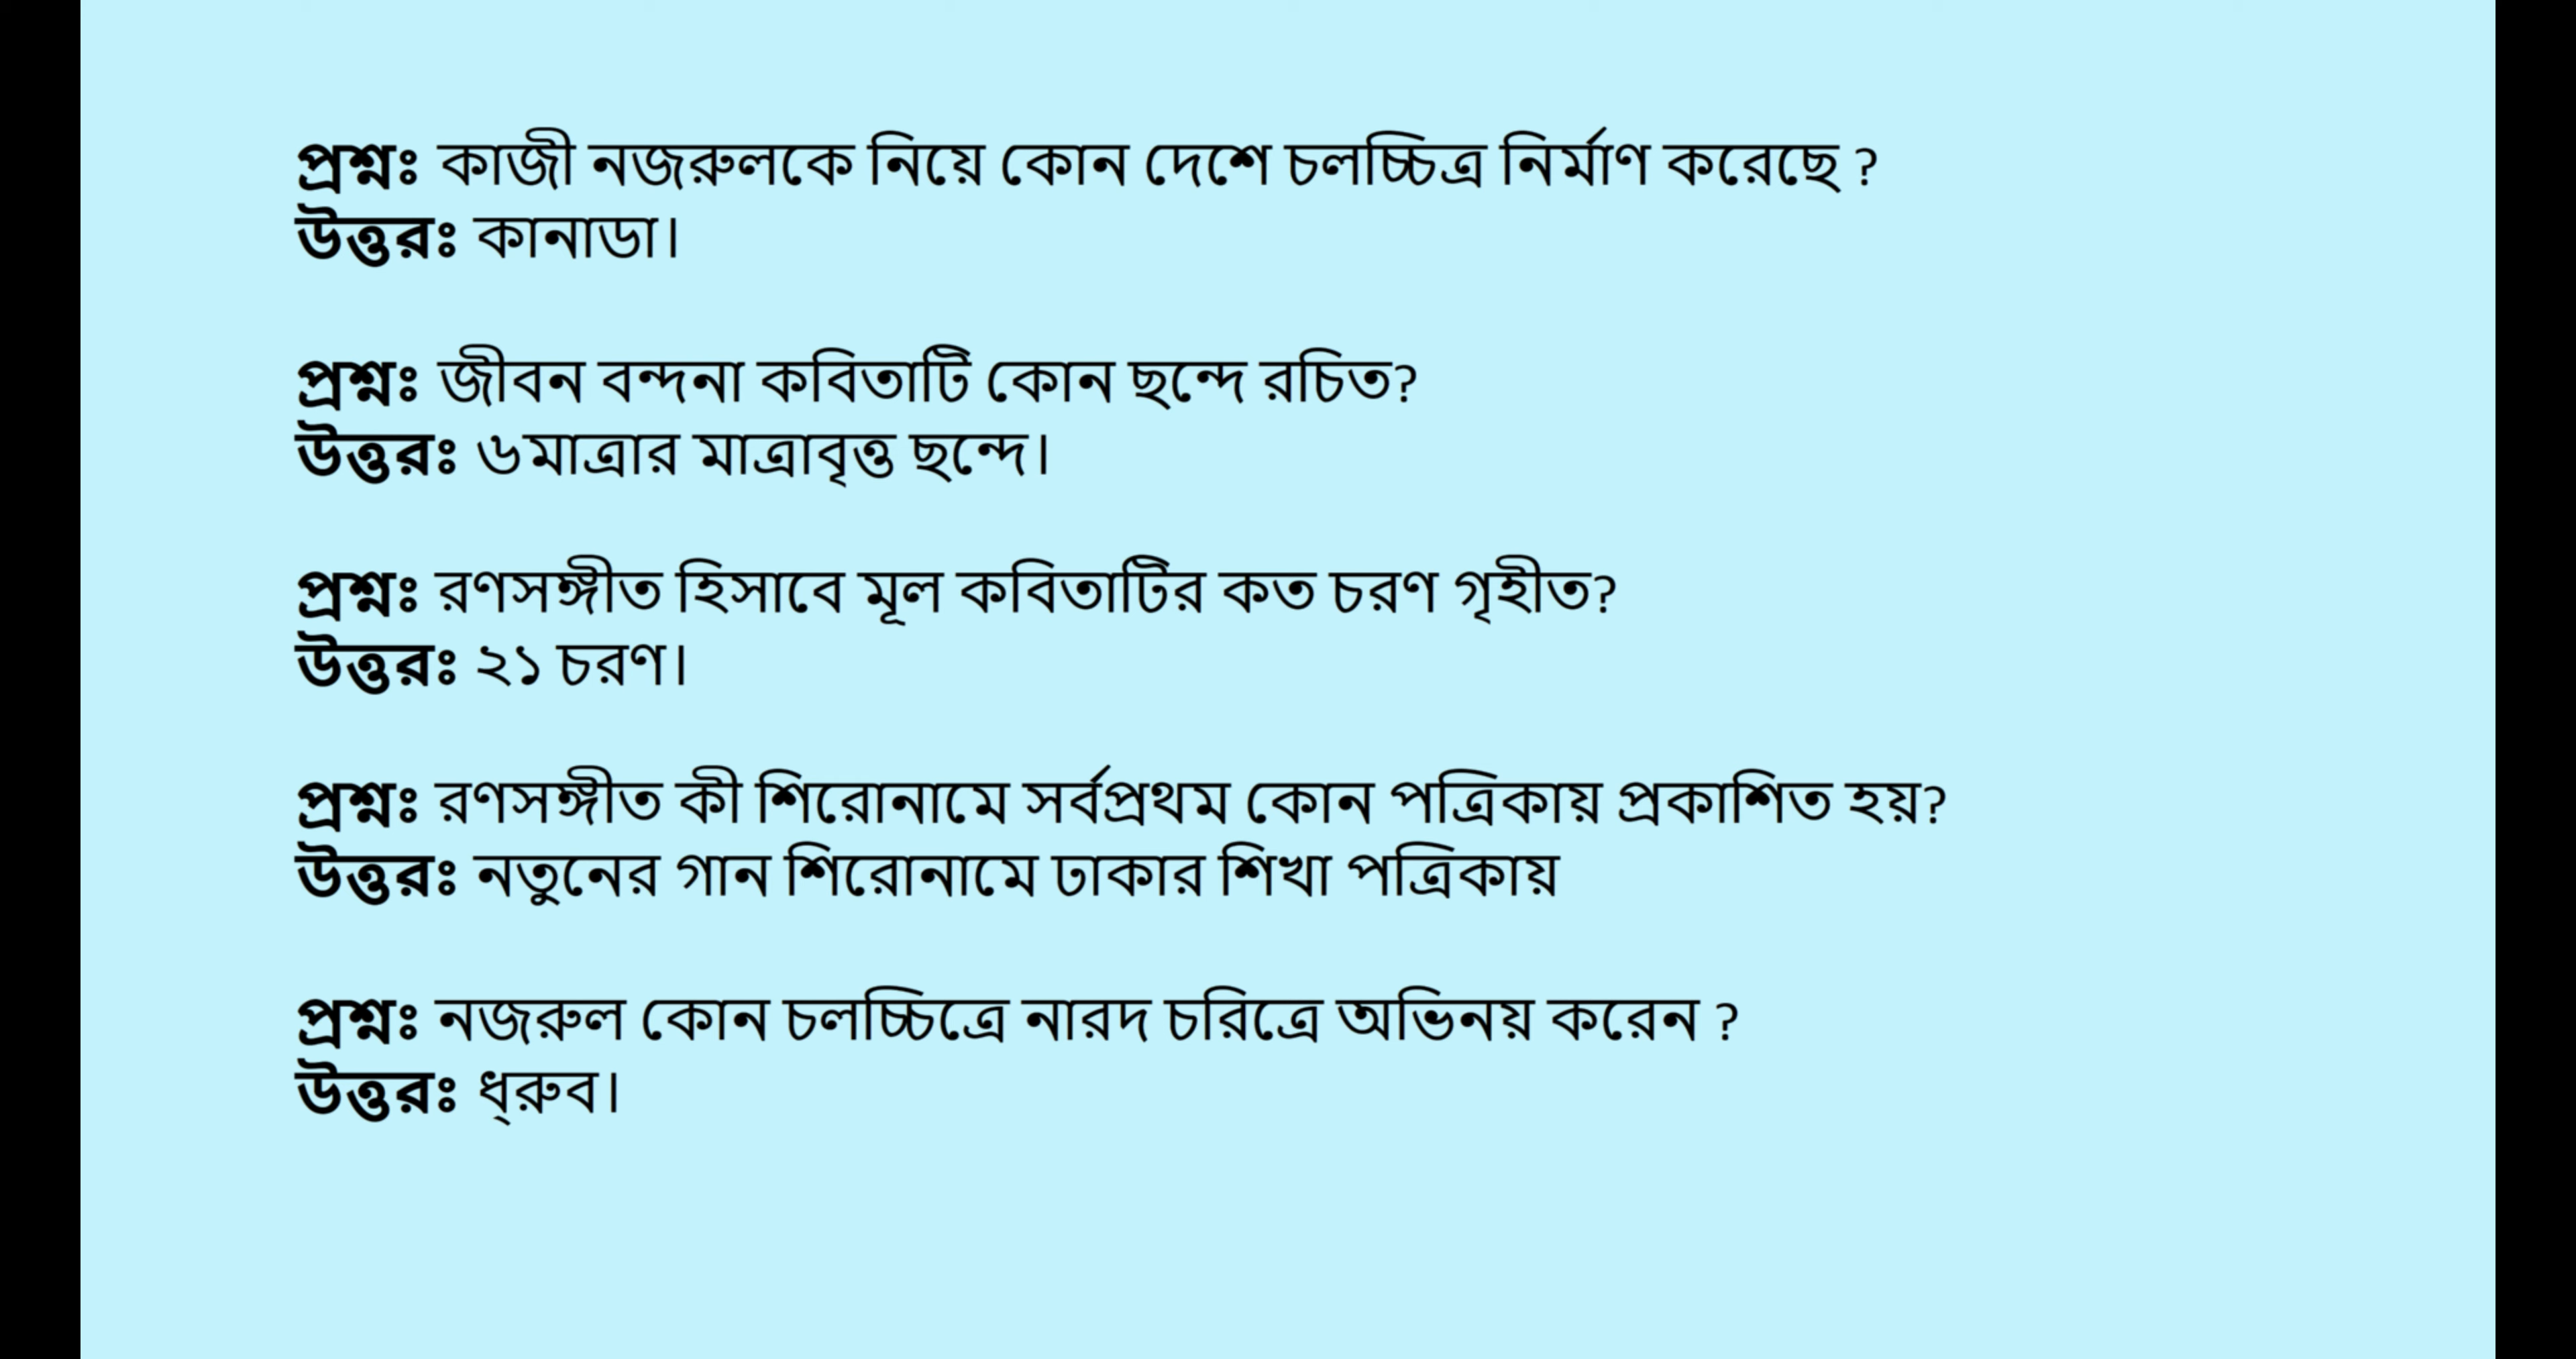 প্রশ্নঃ কাজী নজরুলকে নিয়ে কোন দেশে চলচ্চিত্র নির্মাণ করেছে ?
উত্তরঃ কানাডা।
প্রশ্নঃ জীবন বন্দনা কবিতাটি কোন ছন্দে রচিত?
উত্তরঃ ৬মাত্রার মাত্রাবৃত্ত ছন্দে।
প্রশ্নঃ রণসঙ্গীত হিসাবে মূল কবিতাটির কত চরণ গৃহীত?
উত্তরঃ ২১ চরণ।
প্রশ্নঃ রণসঙ্গীত কী শিরোনামে সর্বপ্রথম কোন পত্রিকায় প্রকাশিত হয়?
উত্তরঃ নতুনের গান শিরোনামে ঢাকার শিখা পত্রিকায়
প্রশ্নঃ নজরুল কোন চলচ্চিত্রে নারদ চরিত্রে অভিনয় করেন ?
উত্তরঃ ধ্‌রুব।